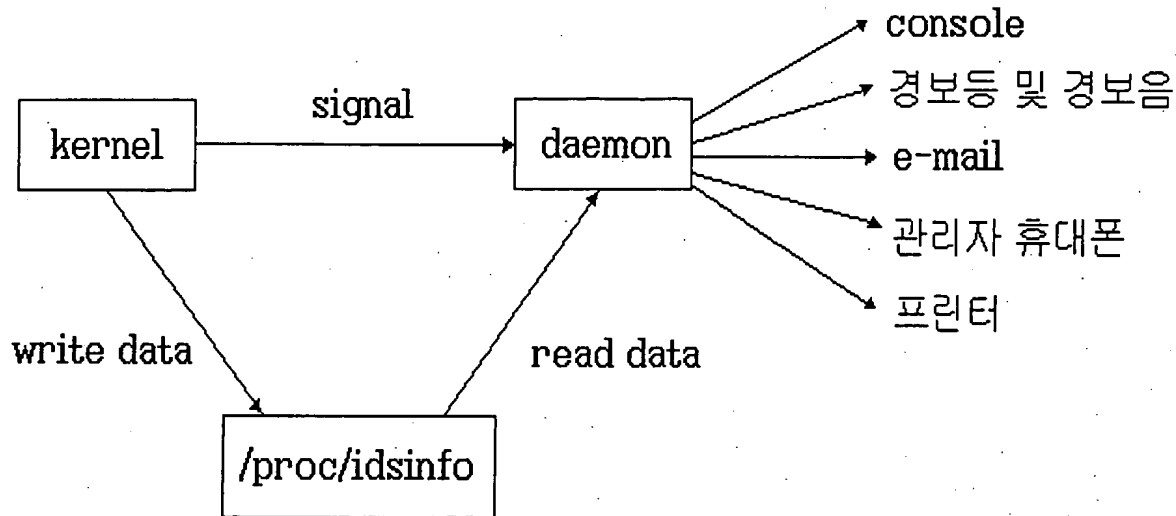 console
경보등 및 경보음
signal
kernel
daemon
e-mail
관리자 휴대폰
프린터
write data
read data
/proc/idsinfo